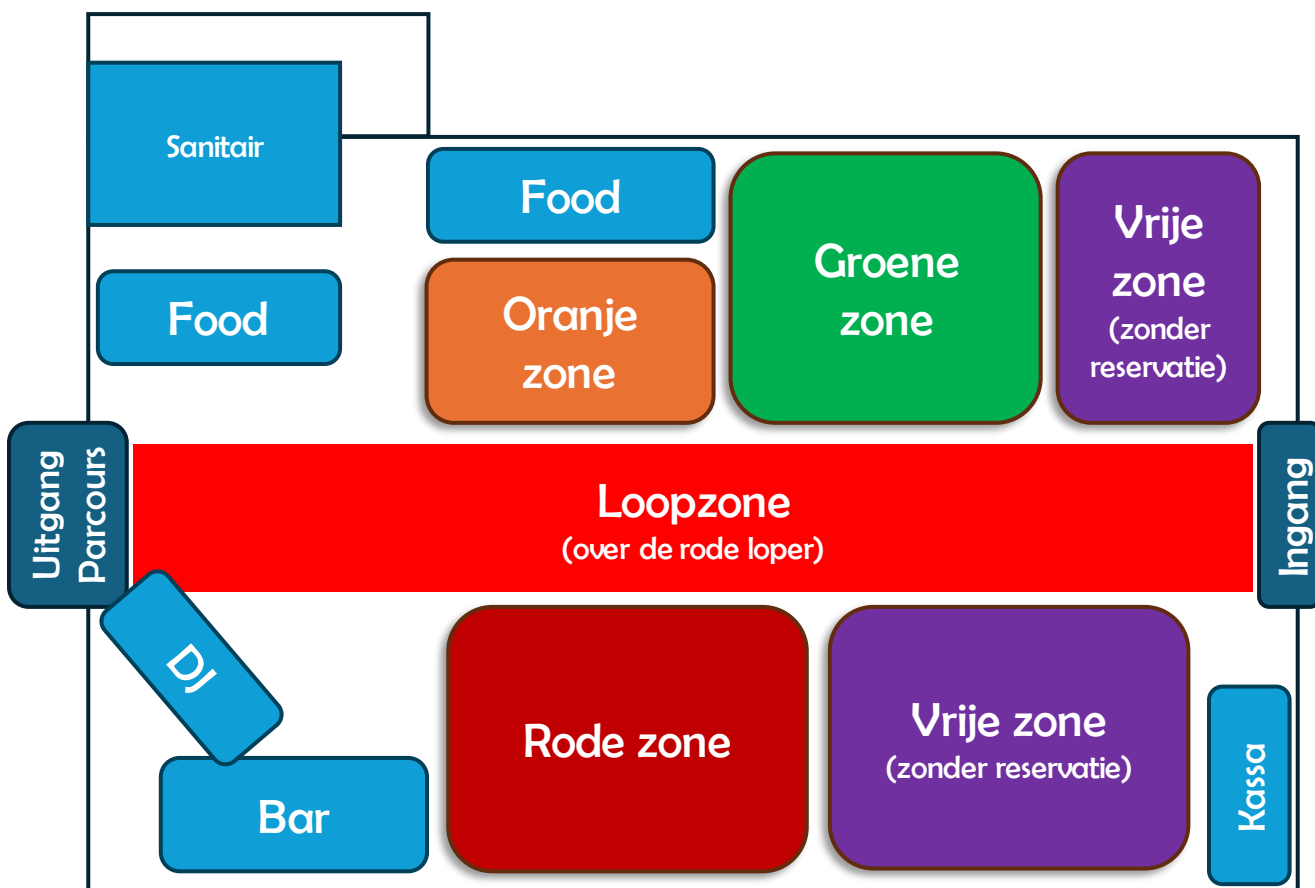 Sanitair
Food
Groene
zone
Vrije
zone
(zonder
reservatie)
Food
Oranje
zone
Uitgang
Parcours
Loopzone
(over de rode loper)
Ingang
DJ
Rode zone
Vrije zone
(zonder reservatie)
Kassa
Bar